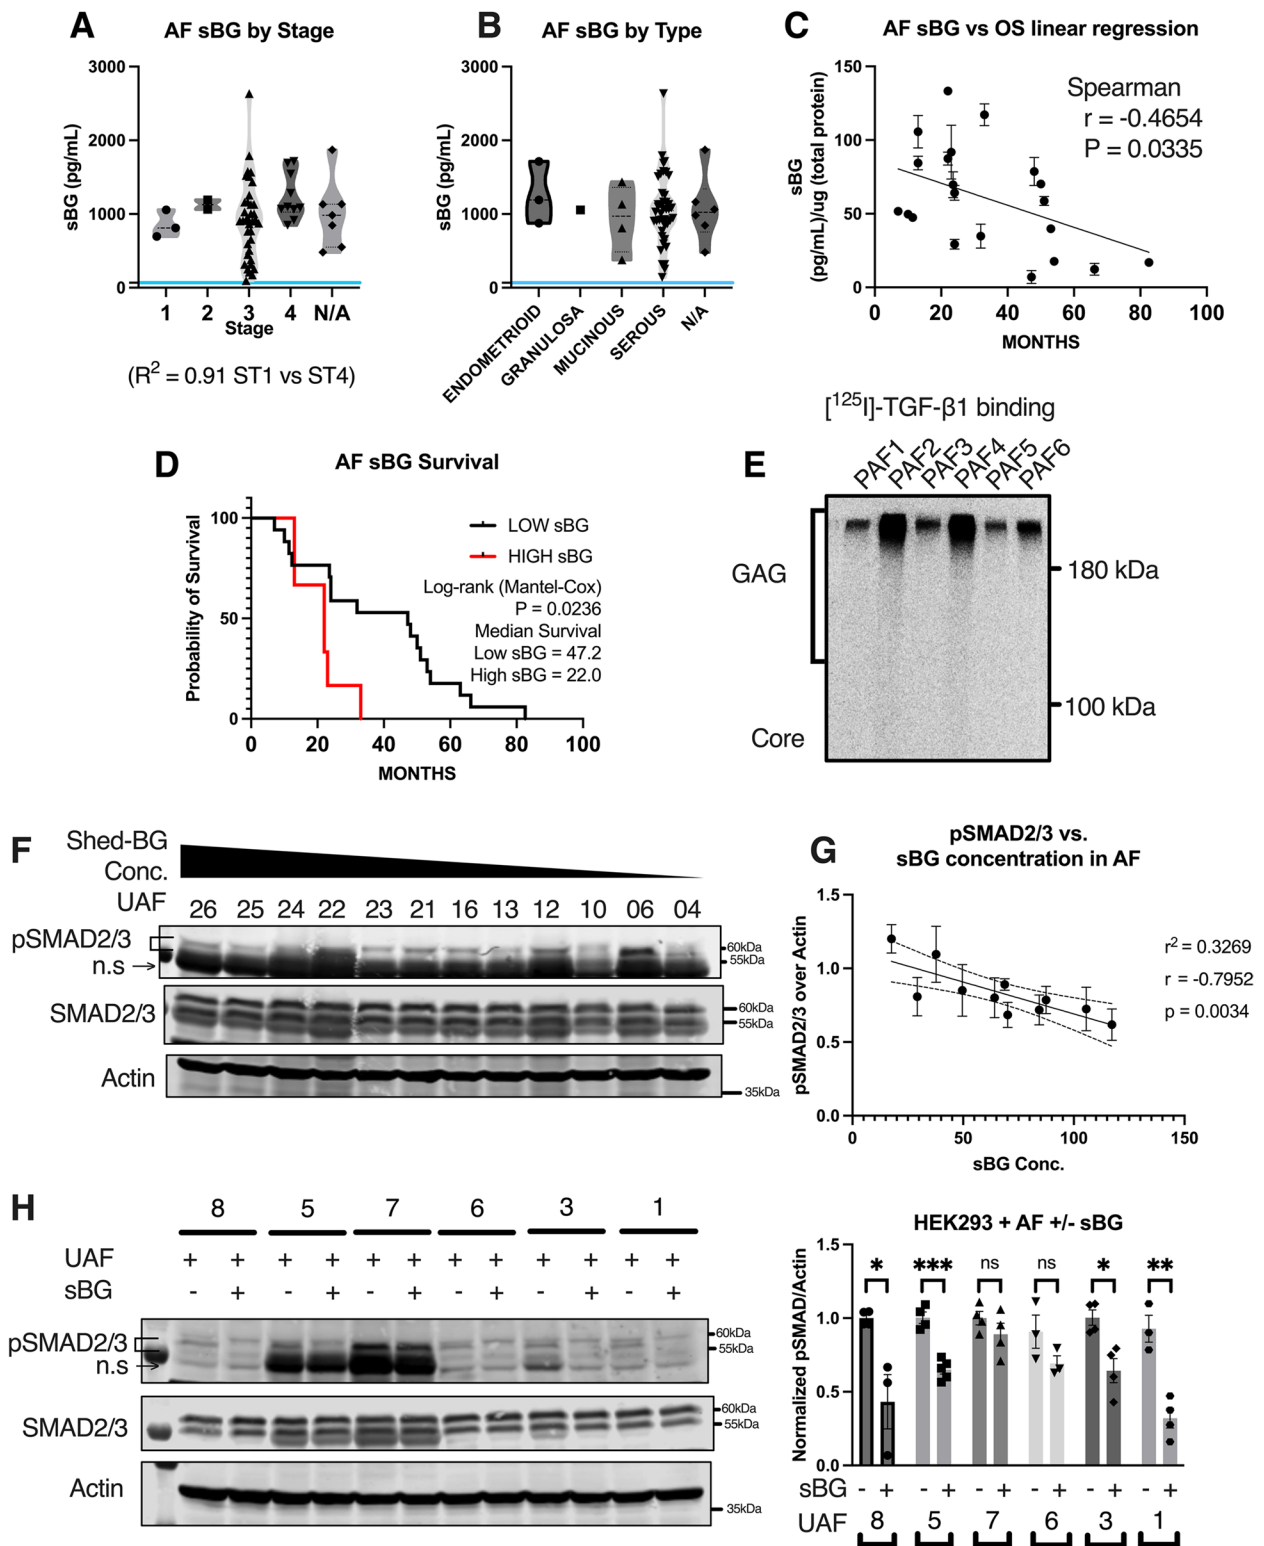 A
AF sBG by Stage
sBG (pg/mL)
3000
2000
1000
0
1 2 3 4 N/A
Stage
(R² = 0.91 ST1 vs ST4)
B
AF sBG by Type
sBG (pg/mL)
3000
2000
1000
0
ENDOMETRIOID
GRANULOSA
MUCINOUS
SEROUS
N/A
C
AF sBG vs OS linear regression
sBG
(pg/mL)/ug (total protein)
150
100
50
0
0 20 40 60 80 100
MONTHS
Spearman
r = -0.4654
P = 0.0335
D
AF sBG Survival
Probability of Survival
100
50
0
0 20 40 60 80 100
MONTHS
LOW sBG
HIGH sBG
Log-rank (Mantel-Cox)
P = 0.0236
Median Survival
Low sBG = 47.2
High sBG = 22.0
E
[¹²⁵I]-TGF-β1 binding
PAF1 PAF2 PAF3 PAF4 PAF5 PAF6
GAG
Core
180 kDa
100 kDa
F
Shed-BG
Conc.
UAF 26 25 24 22 23 21 16 13 12 10 06 04
pSMAD2/3
n.s
60kDa
55kDa
SMAD2/3
60kDa
55kDa
Actin
35kDa
G
pSMAD2/3 vs.
sBG concentration in AF
pSMAD2/3 over Actin
1.5
1.0
0.5
0.0
0 50 100 150
sBG Conc.
r² = 0.3269
r = -0.7952
p = 0.0034
H
8 5 7 6 3 1
UAF + + + + + + + + + + + +
sBG - + - + - + - + - + - +
pSMAD2/3
n.s
60kDa
55kDa
SMAD2/3
60kDa
55kDa
Actin
35kDa
HEK293 + AF +/- sBG
Normalized pSMAD/Actin
1.5
1.0
0.5
0.0
* *** ns ns * **
sBG - + - + - + - + - + - +
UAF 8 5 7 6 3 1